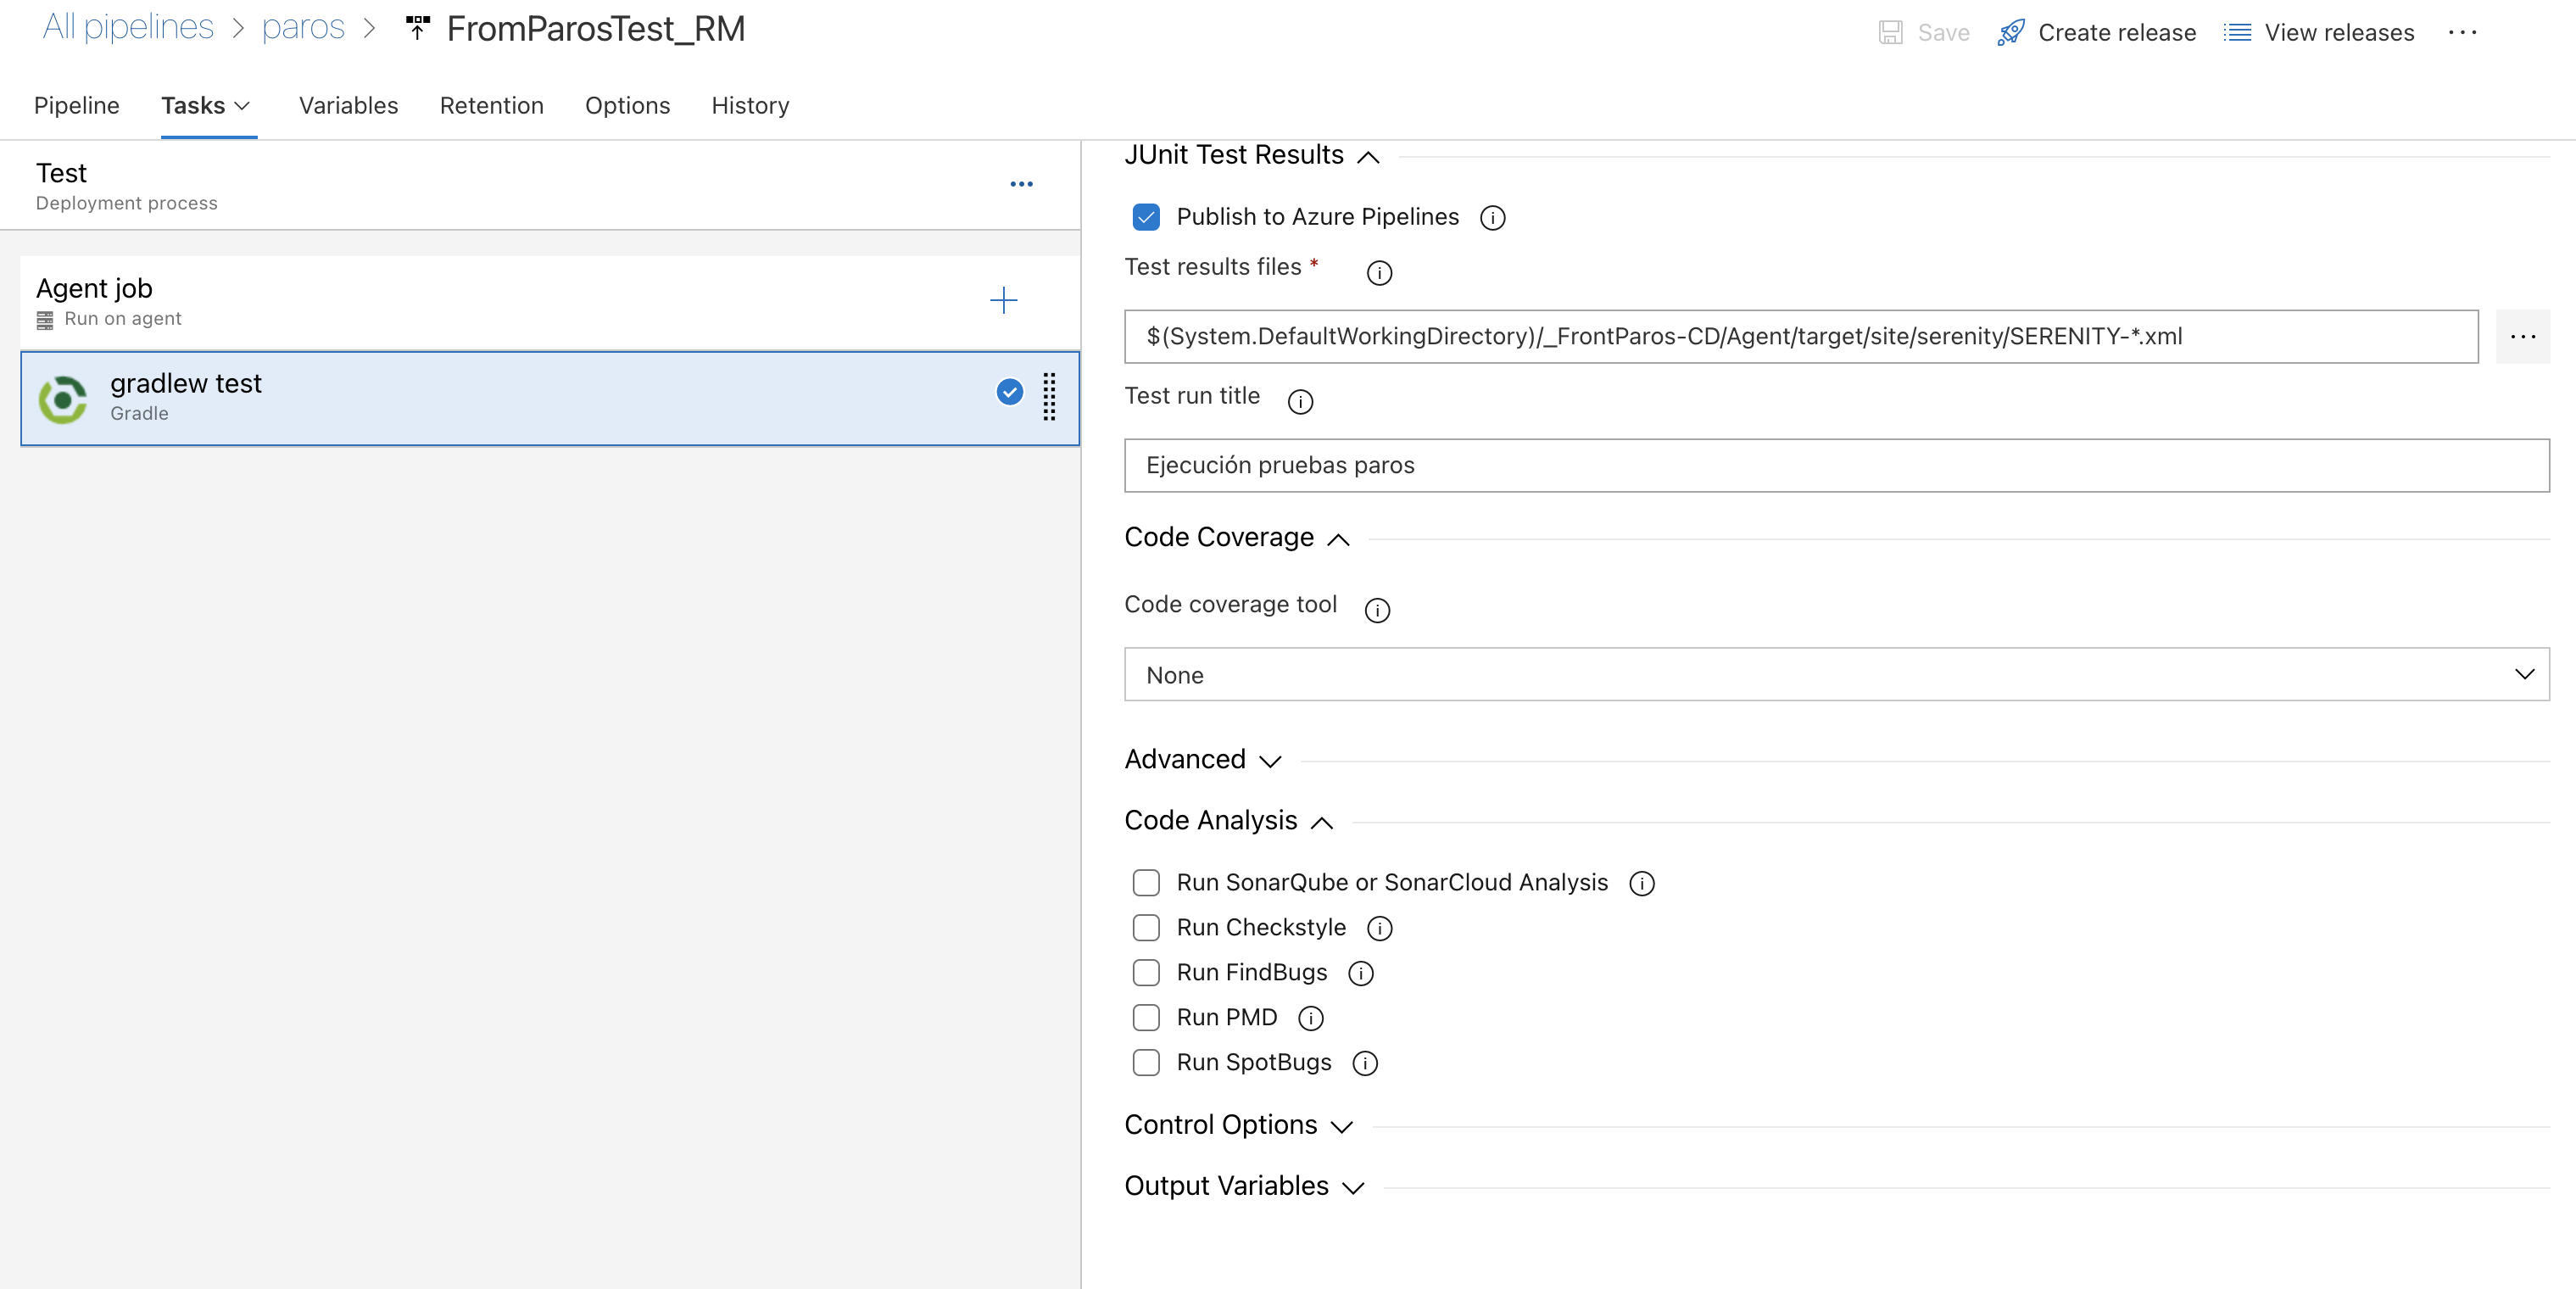 All pipelines > paros > FromParosTest_RM
Save Create release View releases ...
Pipeline Tasks Variables Retention Options History
Test
Deployment process
Agent job
Run on agent
gradlew test
Gradle
JUnit Test Results
Publish to Azure Pipelines
Test results files *
$(System.DefaultWorkingDirectory)/_FrontParos-CD/Agent/target/site/serenity/SERENITY-*.xml
Test run title
Ejecución pruebas paros
Code Coverage
Code coverage tool
None
Advanced
Code Analysis
Run SonarQube or SonarCloud Analysis
Run Checkstyle
Run FindBugs
Run PMD
Run SpotBugs
Control Options
Output Variables